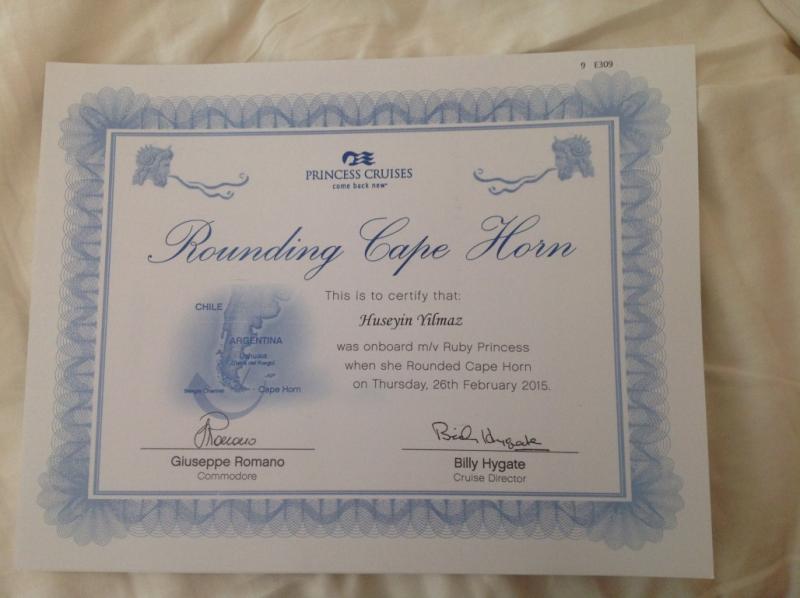 9 E309
PRINCESS CRUISES
come back new
Rounding Cape Horn
This is to certify that:
Huseyin Yilmaz
was onboard m/v Ruby Princess
when she Rounded Cape Horn
on Thursday, 26th February 2015.
CHILE
ARGENTINA
Ushuaia
Beagle Channel
Cape Horn
Giuseppe Romano
Commodore
Billy Hygate
Cruise Director